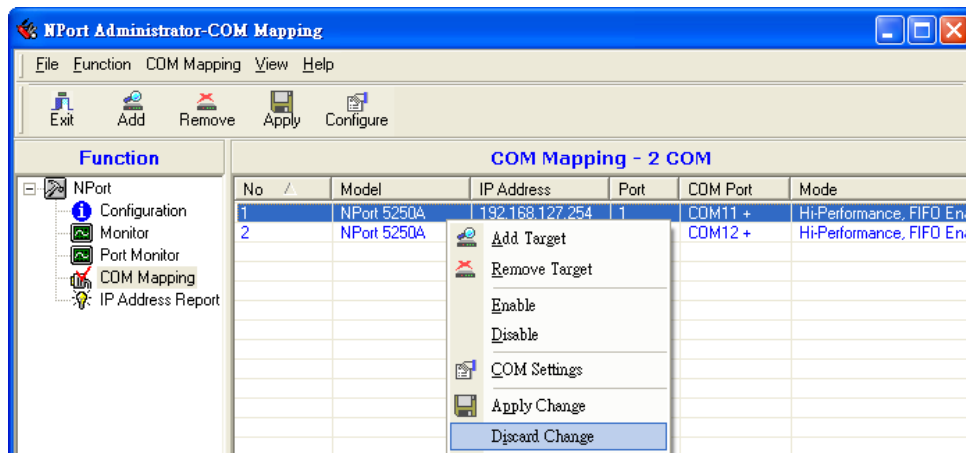 NPort Administrator-COM Mapping
File Function COM Mapping View Help
Exit Add Remove Apply Configure
Function
COM Mapping - 2 COM
NPort
Configuration
Monitor
Port Monitor
COM Mapping
IP Address Report
No Model IP Address Port COM Port Mode
1 NPort 5250A 192.168.127.254 1 COM11 + Hi-Performance, FIFO Ena
2 NPort 5250A COM12 + Hi-Performance, FIFO Ena
Add Target
Remove Target
Enable
Disable
COM Settings
Apply Change
Discard Change